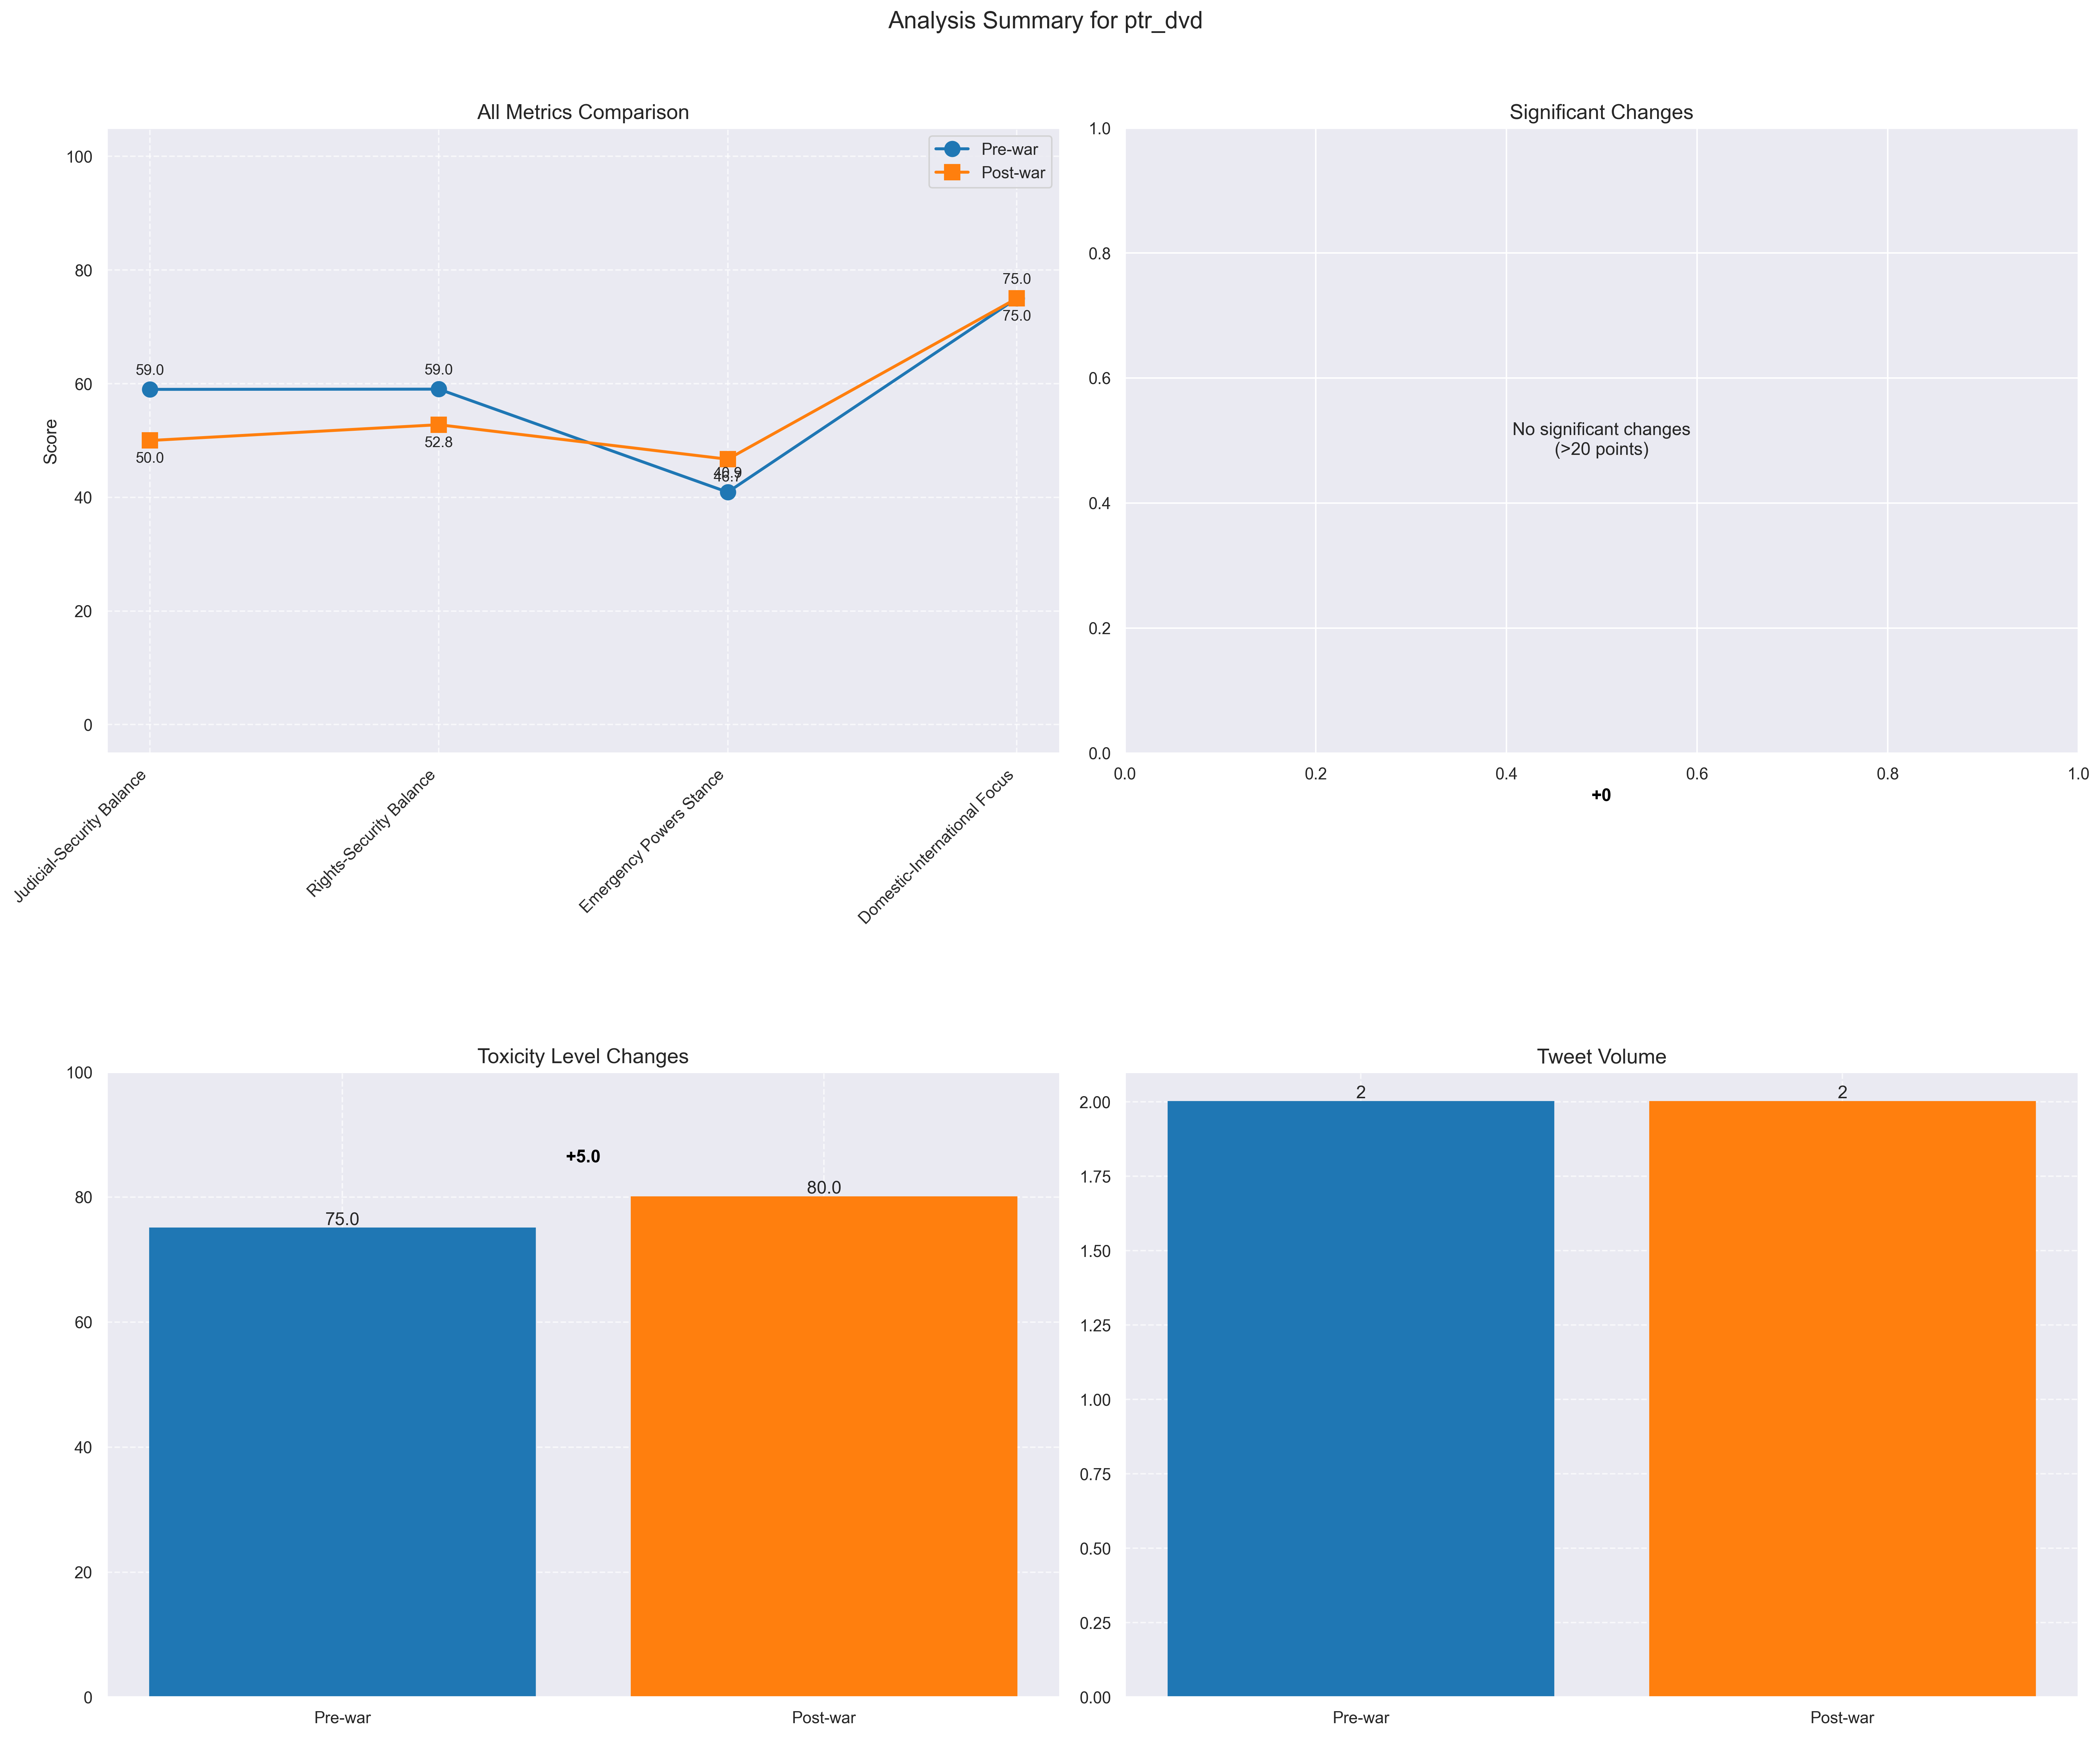 Analysis Summary for ptr_dvd
All Metrics Comparison
Score
100
80
60
40
20
0
Pre-war
Post-war
59.0
59.0
50.0
52.8
40.9
46.7
75.0
75.0
Judicial-Security Balance
Rights-Security Balance
Emergency Powers Stance
Domestic-International Focus
Significant Changes
1.0
0.8
0.6
0.4
0.2
0.0
No significant changes
(>20 points)
0.0
0.2
0.4
0.6
0.8
1.0
+0
Toxicity Level Changes
100
80
60
40
20
0
+5.0
75.0
80.0
Pre-war
Post-war
Tweet Volume
2.00
1.75
1.50
1.25
1.00
0.75
0.50
0.25
0.00
2
2
Pre-war
Post-war